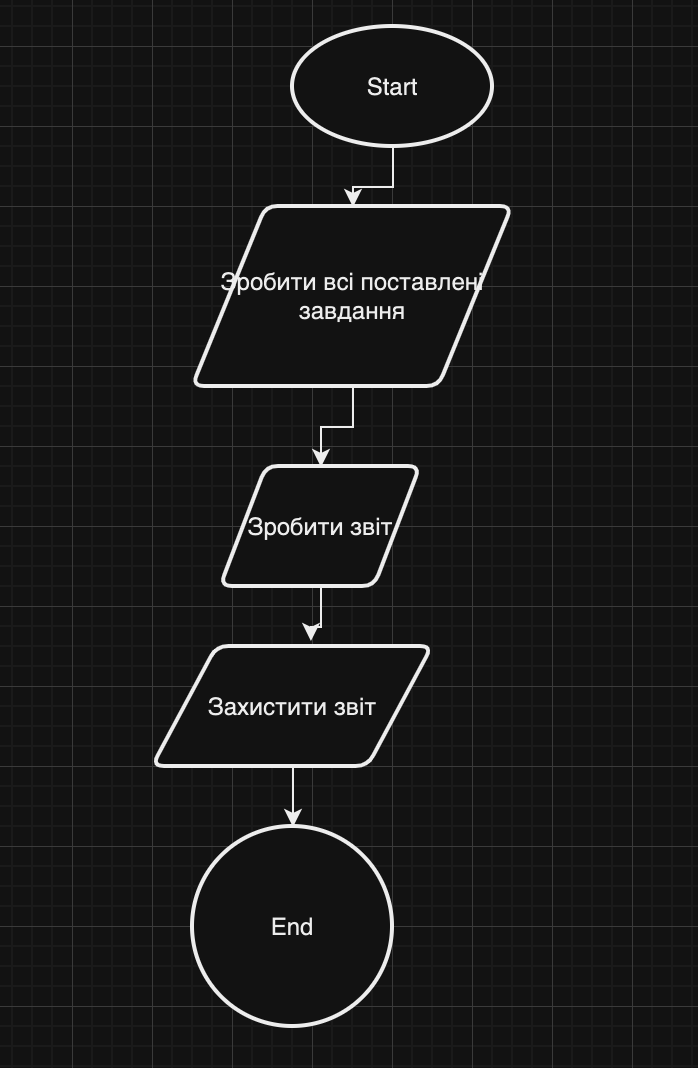 Start
Зробити всі поставлені
завдання
Зробити звіт
Захистити звіт
End